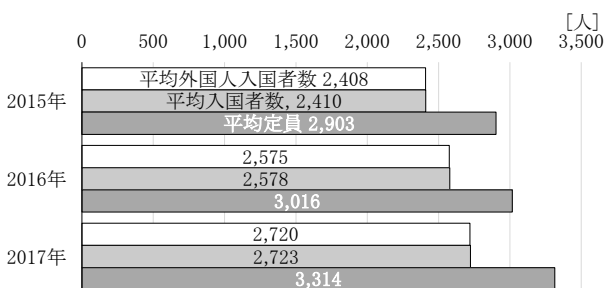 [人]
0 500 1,000 1,500 2,000 2,500 3,000 3,500
2015年
平均外国人入国者数 2,408
平均入国者数, 2,410
平均定員 2,903
2016年
2,575
2,578
3,016
2017年
2,720
2,723
3,314